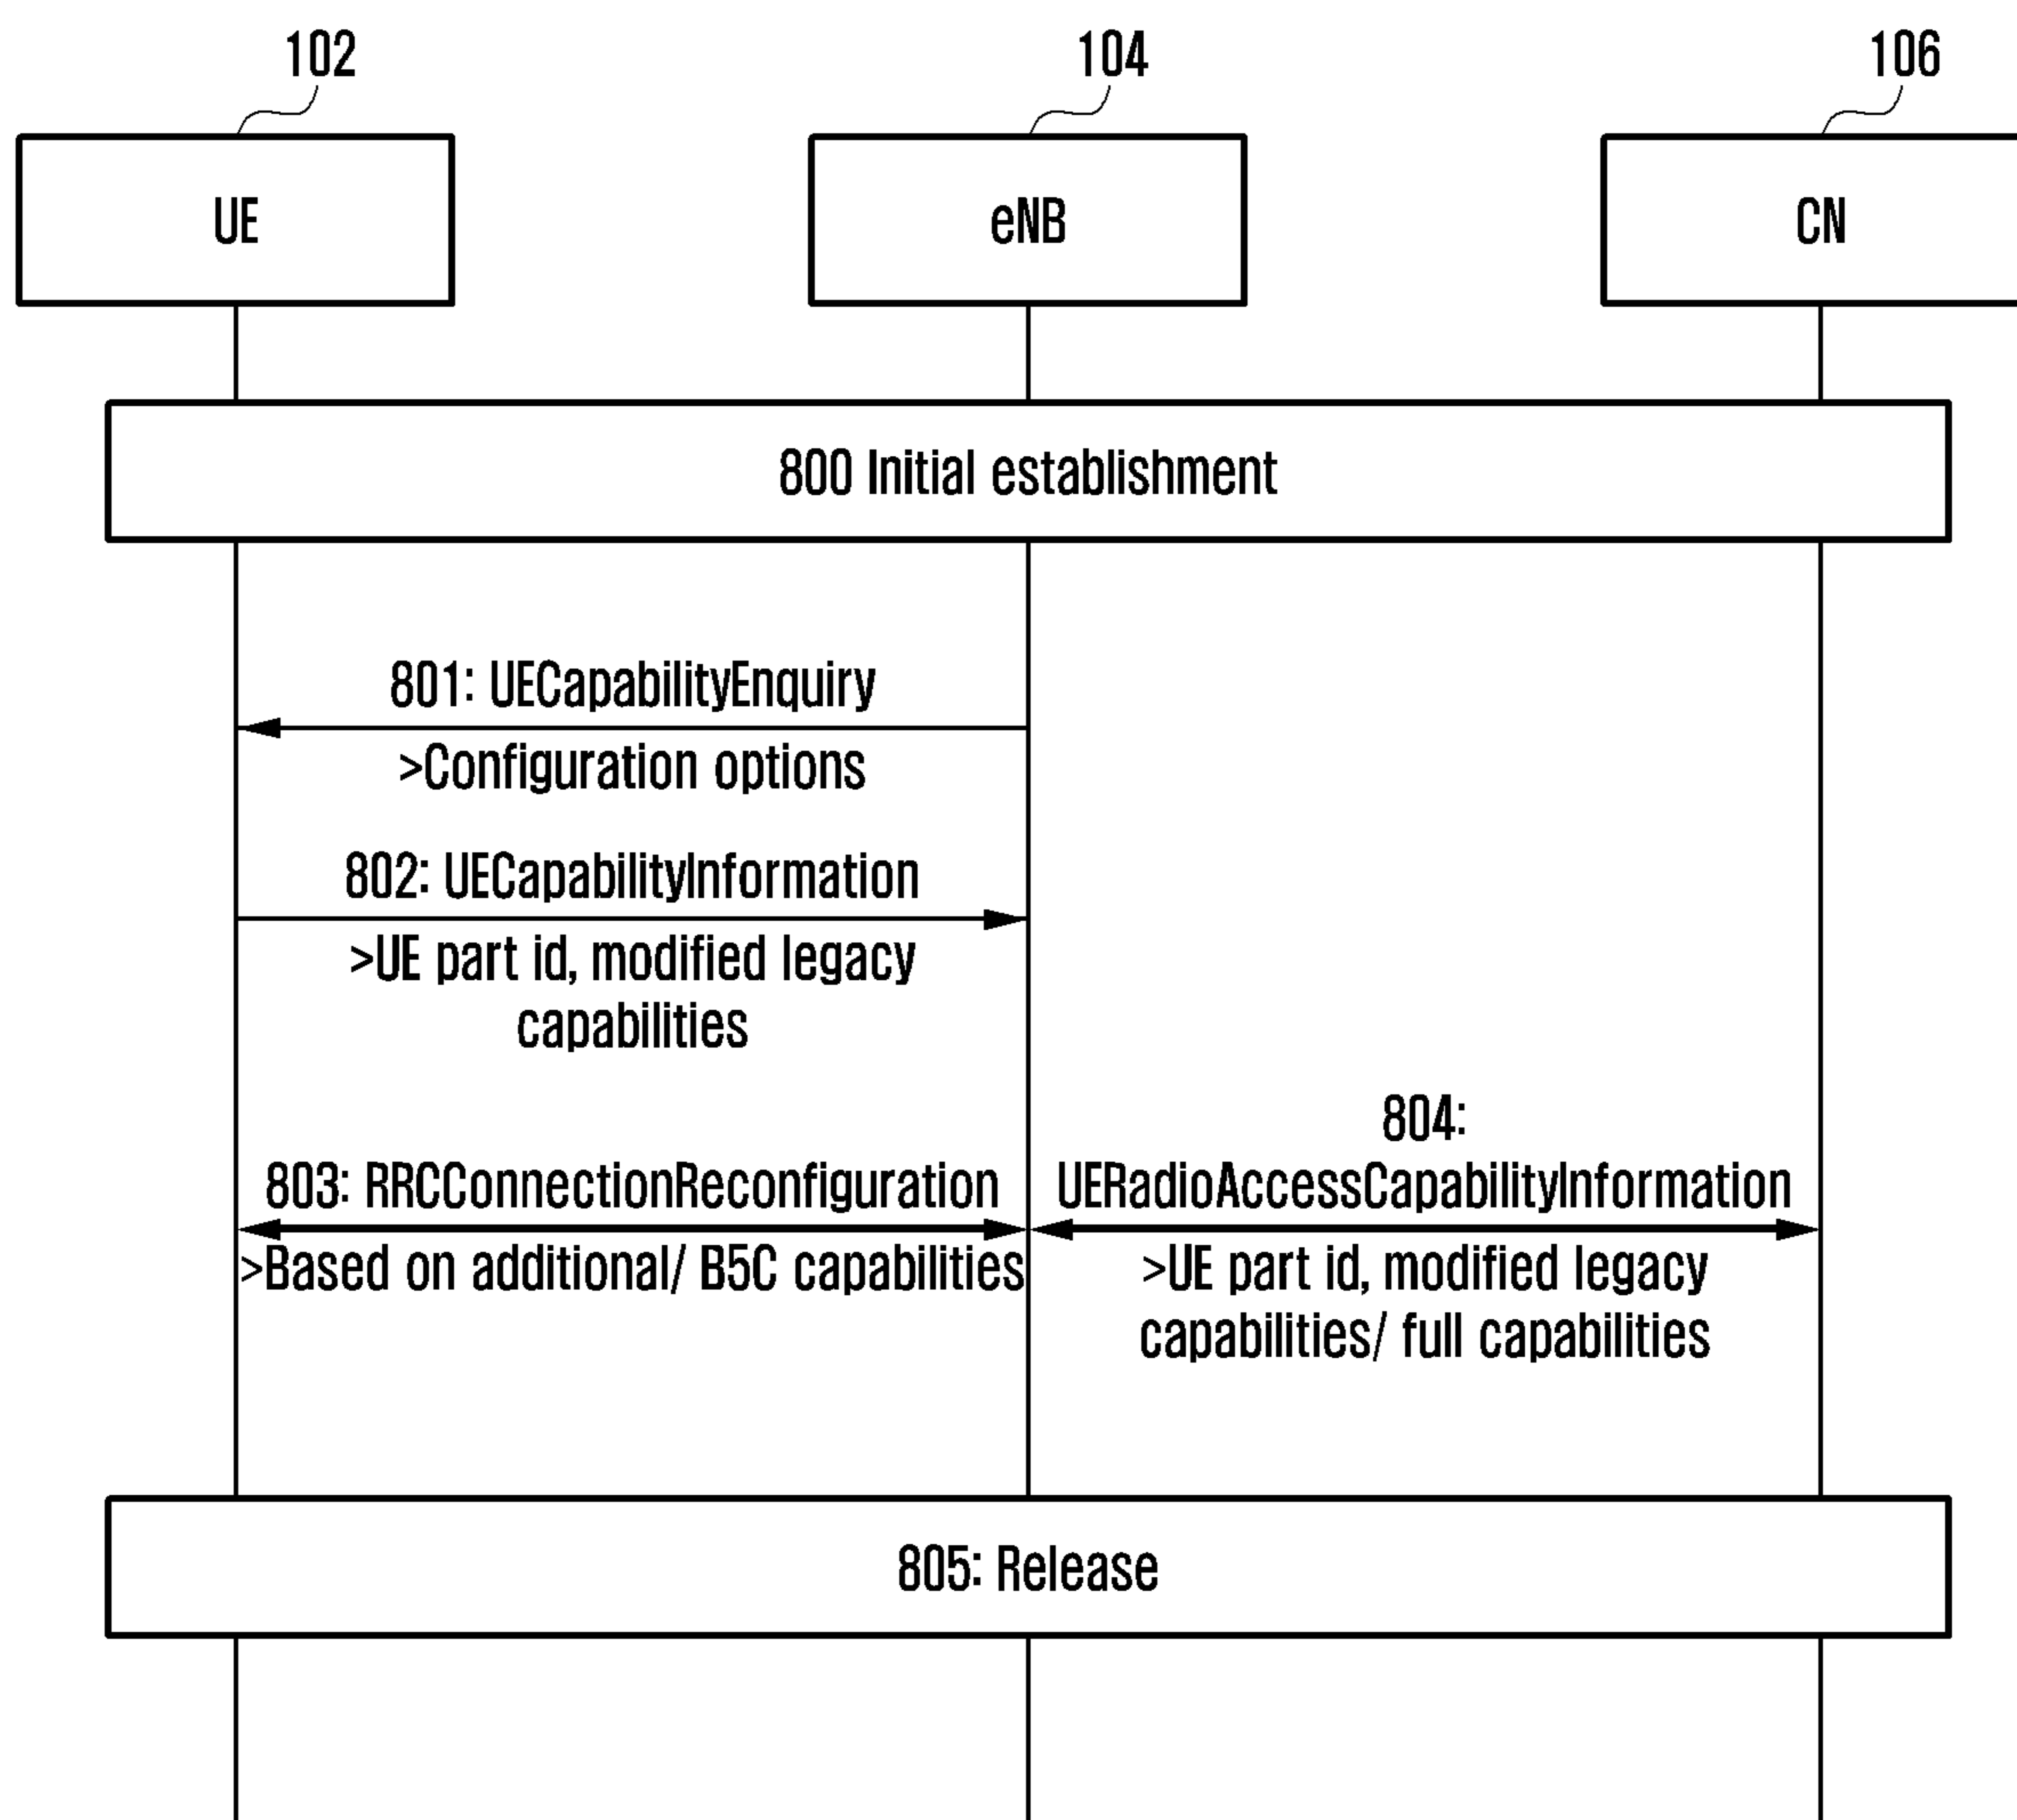 102
104
106
UE
eNB
CN
800 Initial establishment
801: UECapabilityEnquiry
>Configuration options
802: UECapabilityInformation
>UE part id, modified legacy
capabilities
804:
803: RRCConnectionReconfiguration
UERadioAccessCapabilityInformation
>Based on additional/ B5C capabilities
>UE part id, modified legacy
capabilities/ full capabilities
805: Release